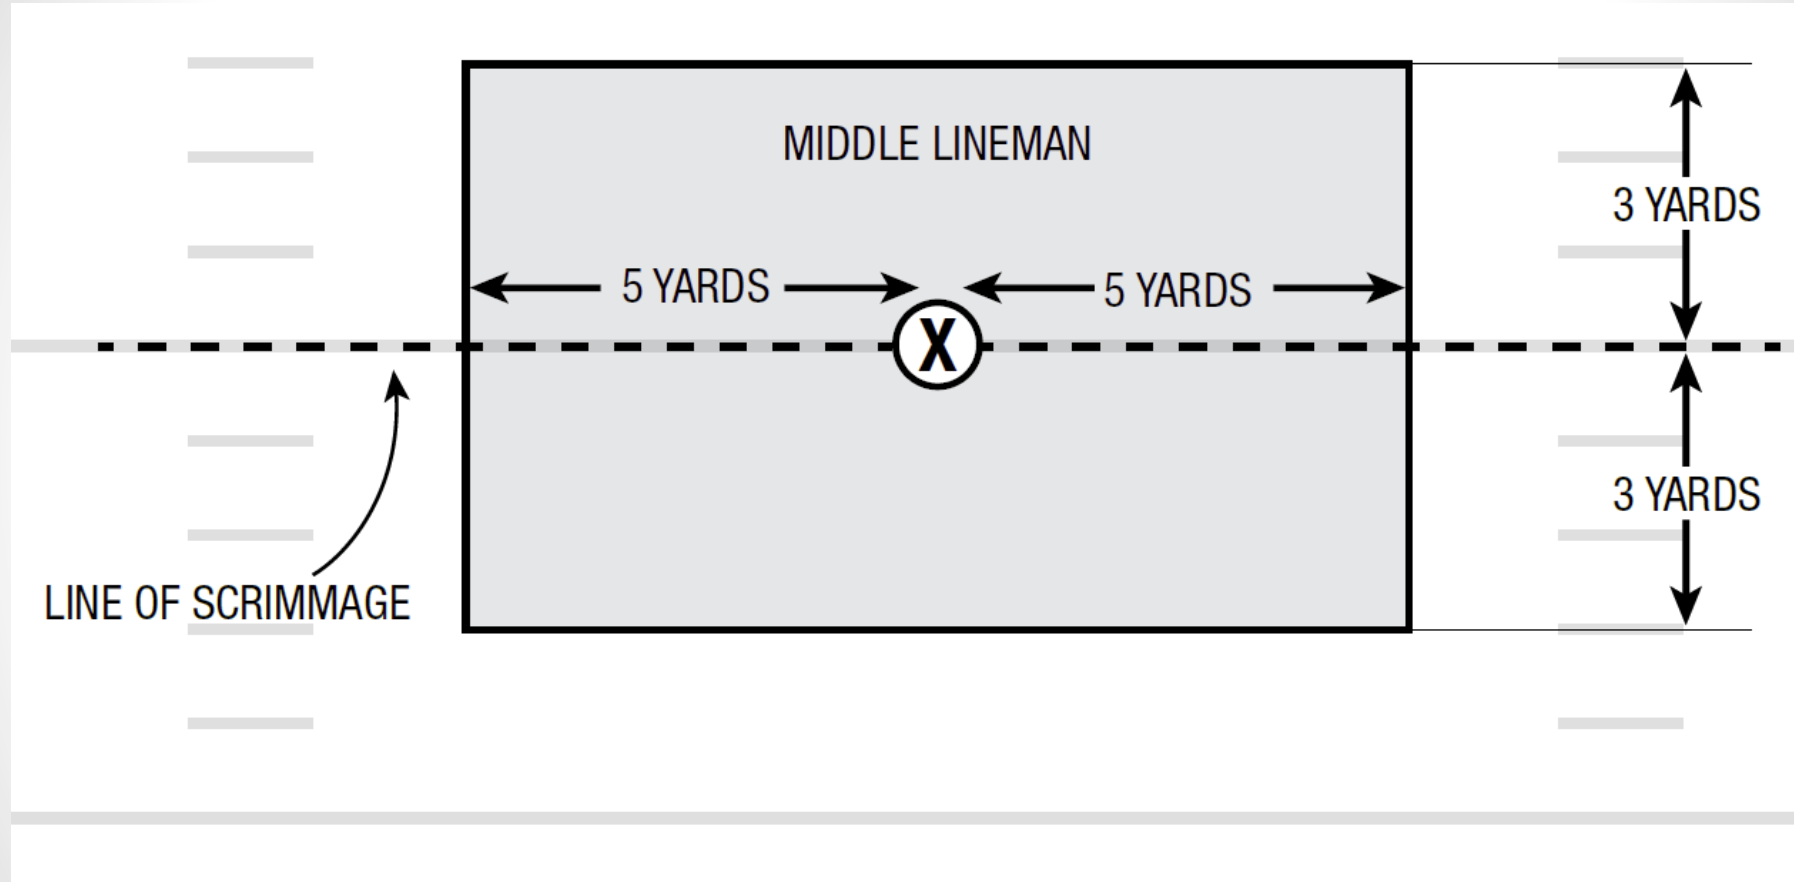 MIDDLE LINEMAN
3 YARDS
5 YARDS
5 YARDS
X
3 YARDS
LINE OF SCRIMMAGE